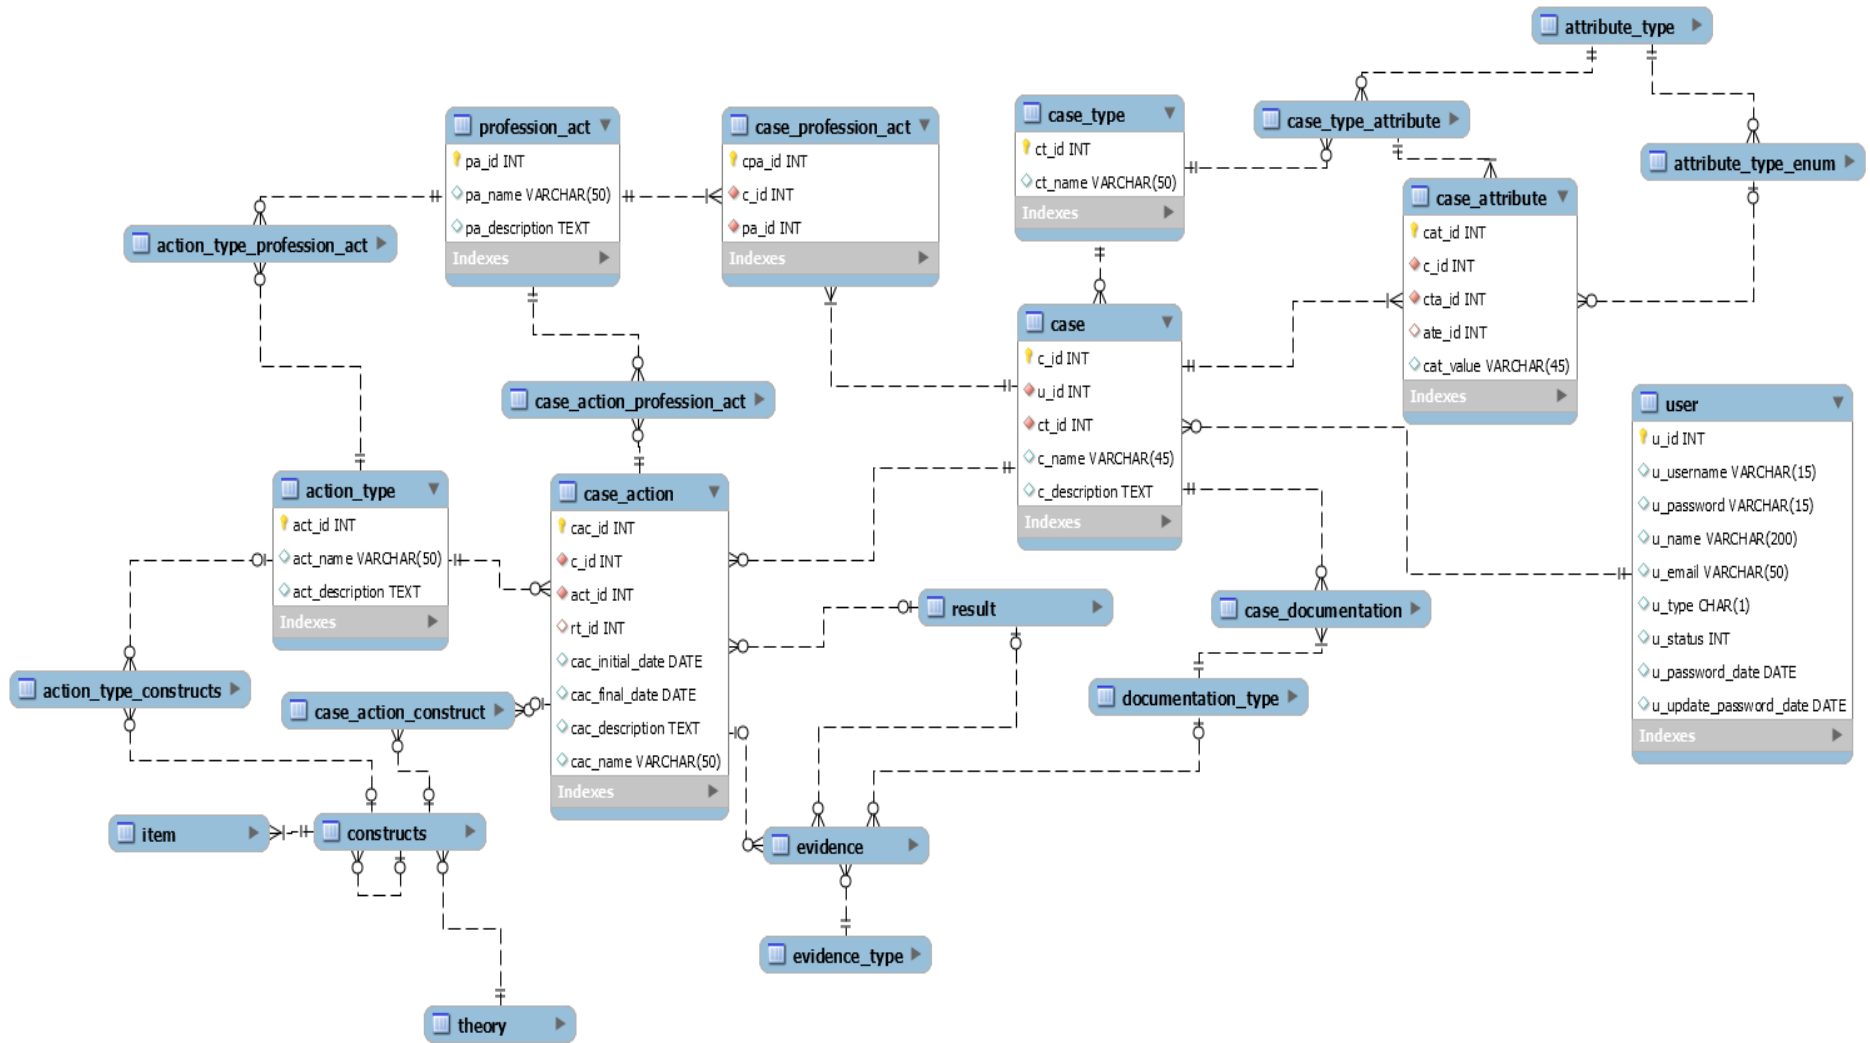 attribute_type
case_type_attribute
attribute_type_enum
profession_act
pa_id INT
pa_name VARCHAR(50)
pa_description TEXT
Indexes
case_profession_act
cpa_id INT
c_id INT
pa_id INT
Indexes
case_type
ct_id INT
ct_name VARCHAR(50)
Indexes
case_attribute
cat_id INT
c_id INT
cta_id INT
ate_id INT
cat_value VARCHAR(45)
Indexes
action_type_profession_act
case
c_id INT
u_id INT
ct_id INT
c_name VARCHAR(45)
c_description TEXT
Indexes
case_action_profession_act
user
u_id INT
u_username VARCHAR(15)
u_password VARCHAR(15)
u_name VARCHAR(200)
u_email VARCHAR(50)
u_type CHAR(1)
u_status INT
u_password_date DATE
u_update_password_date DATE
Indexes
action_type
act_id INT
act_name VARCHAR(50)
act_description TEXT
Indexes
case_action
cac_id INT
c_id INT
act_id INT
rt_id INT
cac_initial_date DATE
cac_final_date DATE
cac_description TEXT
cac_name VARCHAR(50)
Indexes
result
case_documentation
action_type_constructs
case_action_construct
documentation_type
item
constructs
evidence
evidence_type
theory